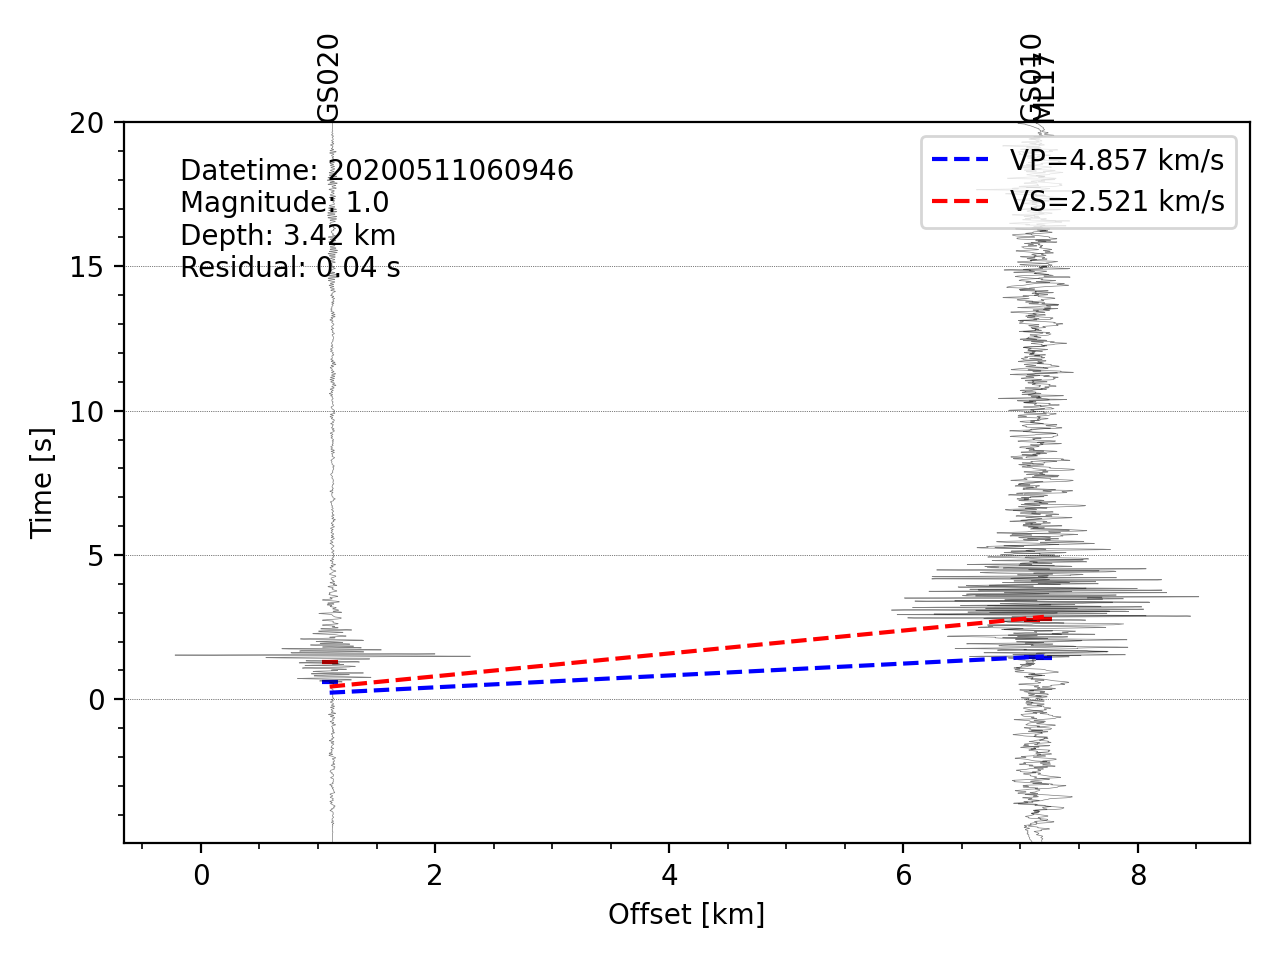 GS020
GS010
ML17
Datetime: 20200511060946
Magnitude: 1.0
Depth: 3.42 km
Residual: 0.04 s
VP=4.857 km/s
VS=2.521 km/s
20
15
10
5
0
Time [s]
0 2 4 6 8
Offset [km]